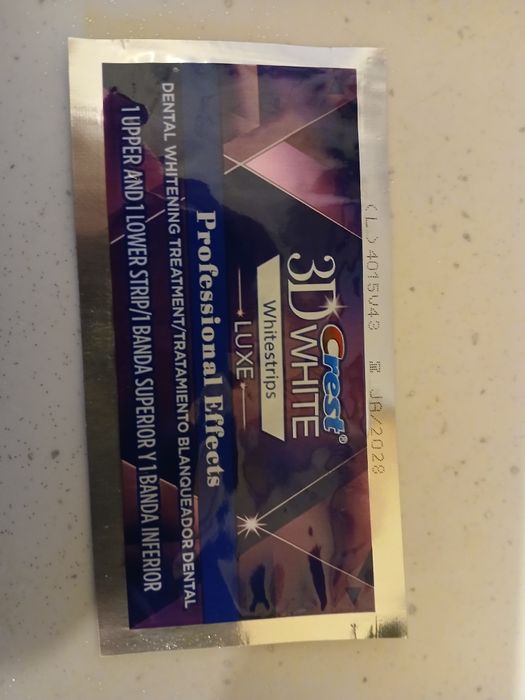 (L) 4015V43 JA/2028
Crest®
3D WHITE
Whitestrips
LUXE
Professional Effects
DENTAL WHITENING TREATMENT/TRATAMIENTO BLANQUEADOR DENTAL
1 UPPER AND 1 LOWER STRIP/1 BANDA SUPERIOR Y 1 BANDA INFERIOR